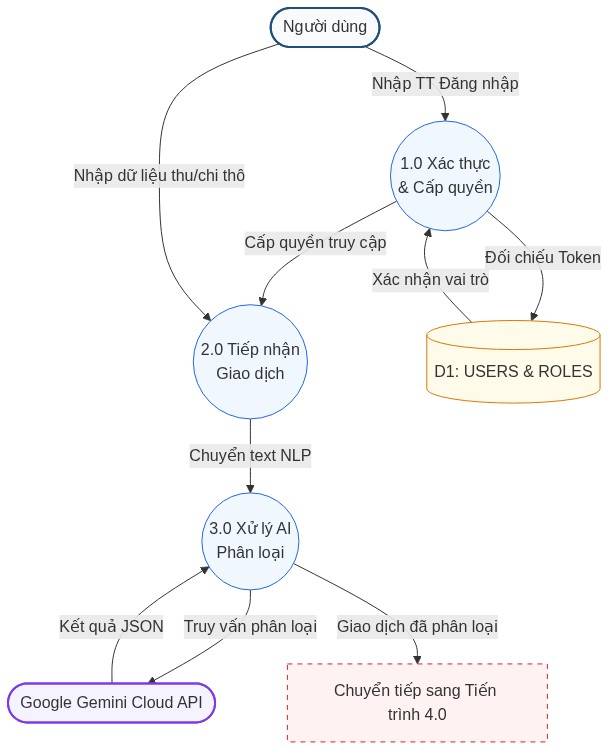 Người dùng
Nhập TT Đăng nhập
1.0 Xác thực
& Cấp quyền
Nhập dữ liệu thu/chi thô
Cấp quyền truy cập
Đối chiếu Token
Xác nhận vai trò
2.0 Tiếp nhận
Giao dịch
D1: USERS & ROLES
Chuyển text NLP
3.0 Xử lý AI
Phân loại
Kết quả JSON
Truy vấn phân loại
Giao dịch đã phân loại
Google Gemini Cloud API
Chuyển tiếp sang Tiến
trình 4.0